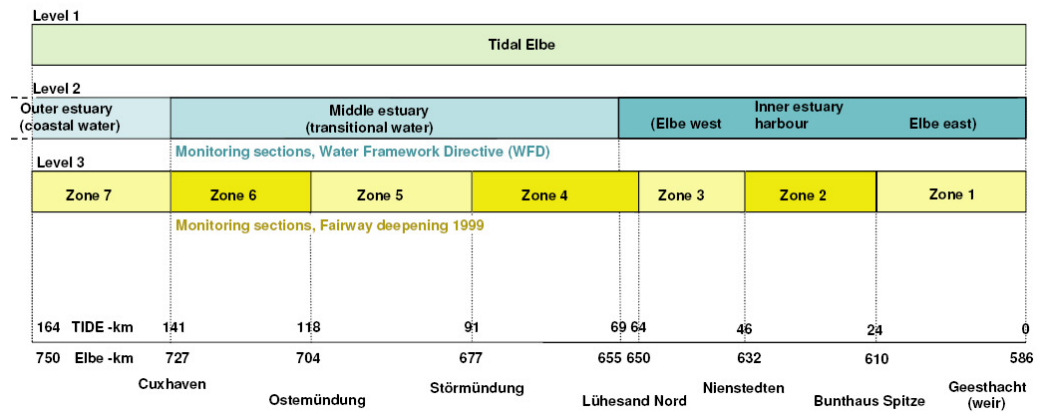 Level 1
Tidal Elbe
Level 2
Outer estuary
(coastal water)
Middle estuary
(transitional water)
Inner estuary
(Elbe west harbour Elbe east)
Monitoring sections, Water Framework Directive (WFD)
Level 3
Zone 7 Zone 6 Zone 5 Zone 4 Zone 3 Zone 2 Zone 1
Monitoring sections, Fairway deepening 1999
164 TIDE -km 141 118 91 69 64 46 24 0
750 Elbe -km 727 704 677 655 650 632 610 586
Cuxhaven
Ostemündung
Störmündung
Lühesand Nord
Nienstedten
Bunthaus Spitze
Geesthacht
(weir)